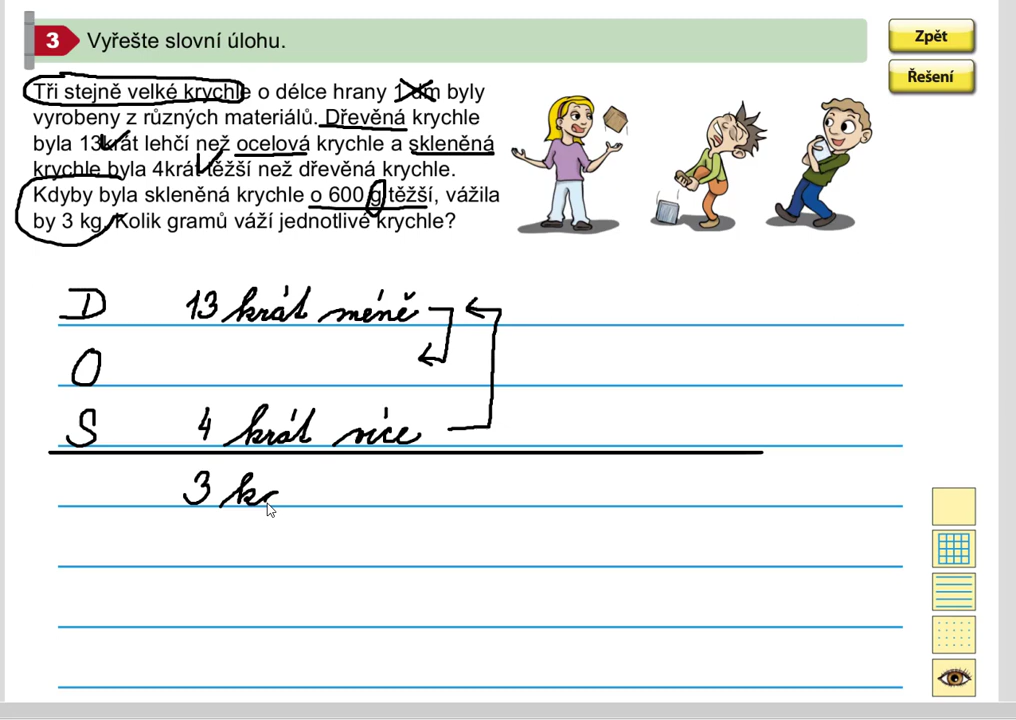 3 Vyřešte slovní úlohu.
Zpět
Řešení
Tři stejně velké krychle o délce hrany 1 dm byly
vyrobeny z různých materiálů. Dřevěná krychle
byla 13krát lehčí než ocelová krychle a skleněná
krychle byla 4krát těžší než dřevěná krychle.
Kdyby byla skleněná krychle o 600 g těžší, vážila
by 3 kg. Kolik gramů váží jednotlivé krychle?
D 13 krát méně
O
S 4 krát více
3 k